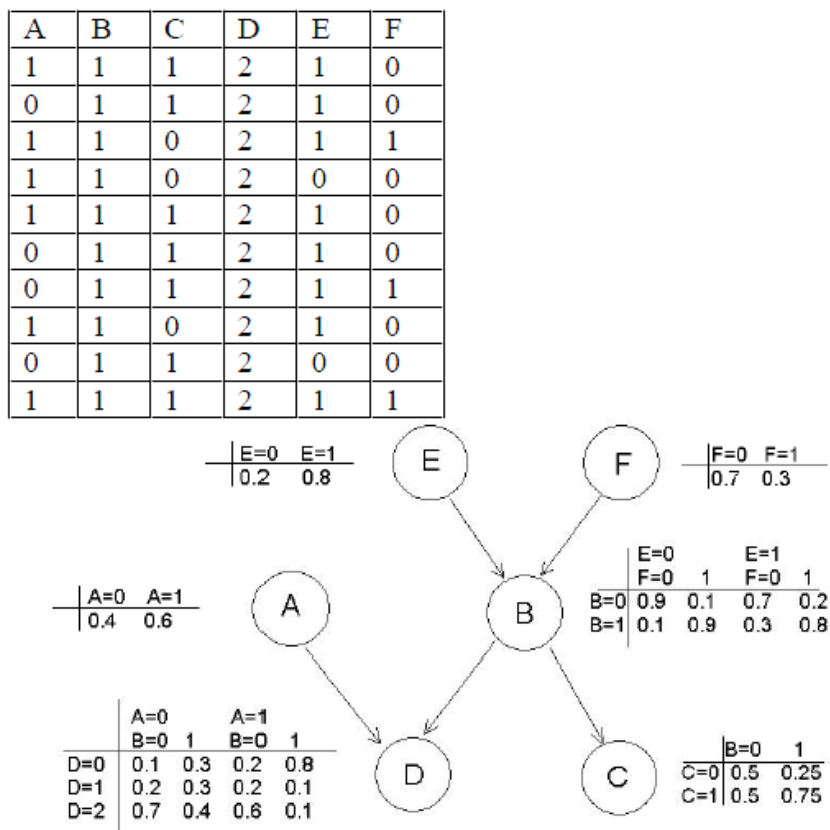 A B C D E F
1 1 1 2 1 0
0 1 1 2 1 0
1 1 0 2 1 1
1 1 0 2 0 0
1 1 1 2 1 0
0 1 1 2 1 0
0 1 1 2 1 1
1 1 0 2 1 0
0 1 1 2 0 0
1 1 1 2 1 1
E=0 E=1
0.2 0.8
E
F
F=0 F=1
0.7 0.3
A=0 A=1
0.4 0.6
A
B
E=0 E=1
F=0 1 F=0 1
B=0 0.9 0.1 0.7 0.2
B=1 0.1 0.9 0.3 0.8
A=0 A=1
B=0 1 B=0 1
D=0 0.1 0.3 0.2 0.8
D=1 0.2 0.3 0.2 0.1
D=2 0.7 0.4 0.6 0.1
D
C
B=0 1
C=0 0.5 0.25
C=1 0.5 0.75